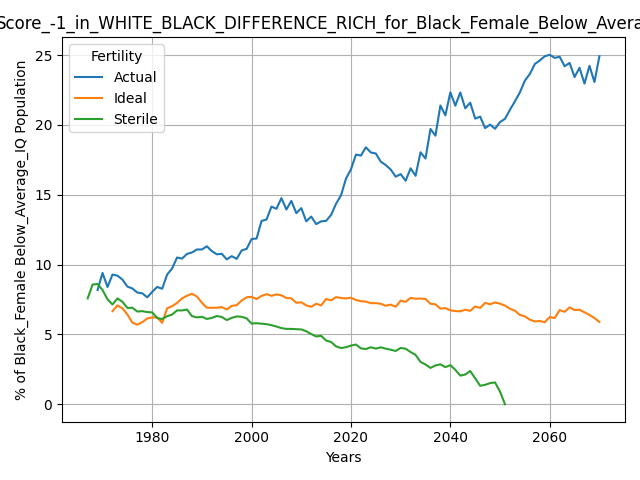 Score_-1_in_WHITE_BLACK_DIFFERENCE_RICH_for_Black_Female_Below_Avera
Fertility
Actual
Ideal
Sterile
% of Black_Female Below_Average_IQ Population
25
20
15
10
5
0
1980 2000 2020 2040 2060
Years